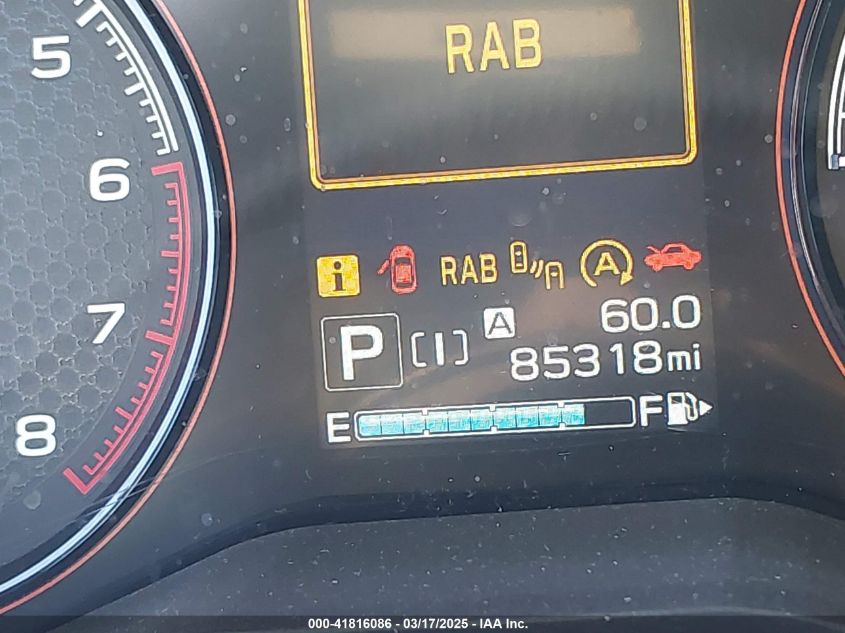 RAB
5
6
7
8
i
RAB
A
P
[I]
A
60.0
85318mi
E
F
000-41816086 - 03/17/2025 - IAA Inc.